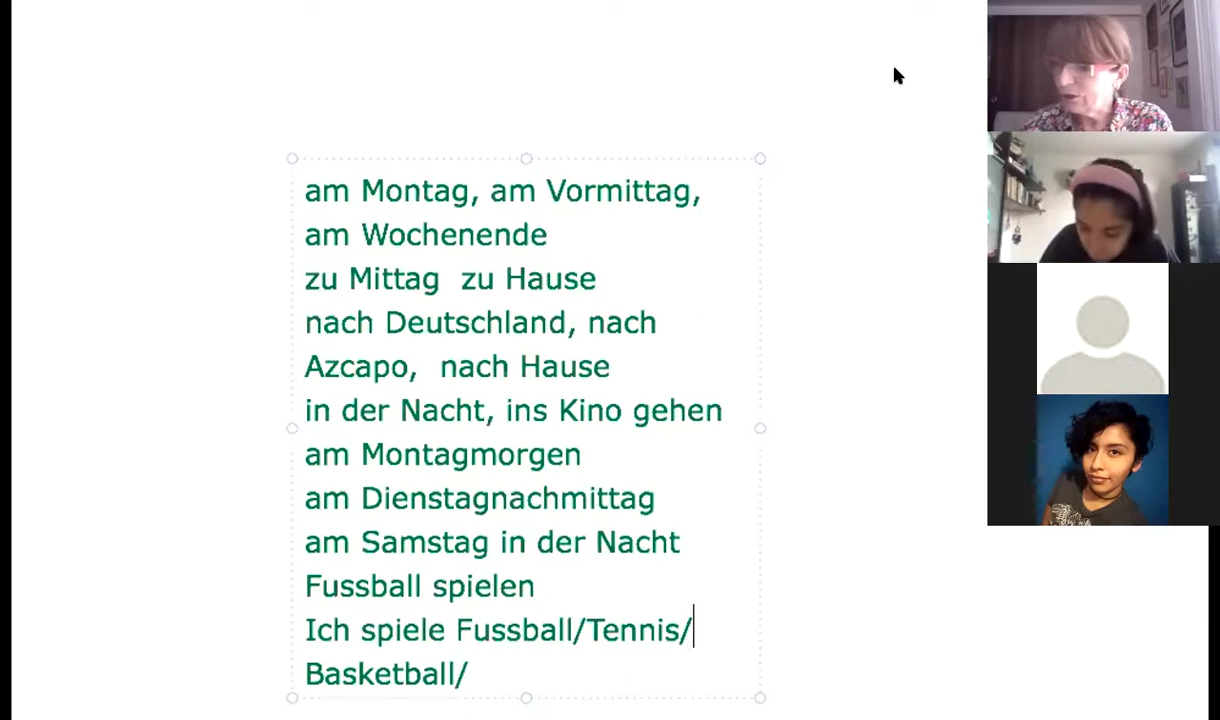 am Montag, am Vormittag,
am Wochenende
zu Mittag  zu Hause
nach Deutschland, nach
Azcapo,  nach Hause
in der Nacht, ins Kino gehen
am Montagmorgen
am Dienstagnachmittag
am Samstag in der Nacht
Fussball spielen
Ich spiele Fussball/Tennis/
Basketball/